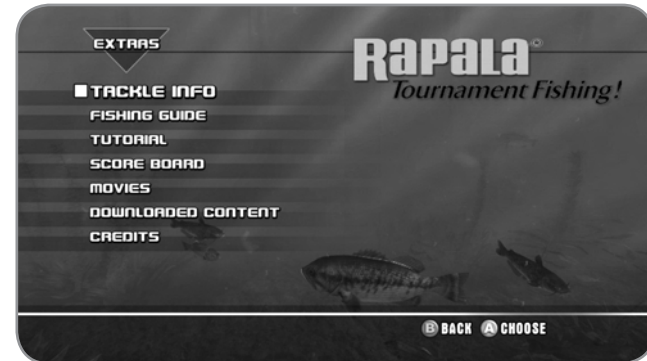 EXTRAS
RAPALA®
Tournament Fishing!
TACKLE INFO
FISHING GUIDE
TUTORIAL
SCORE BOARD
MOVIES
DOWNLOADED CONTENT
CREDITS
B BACK A CHOOSE